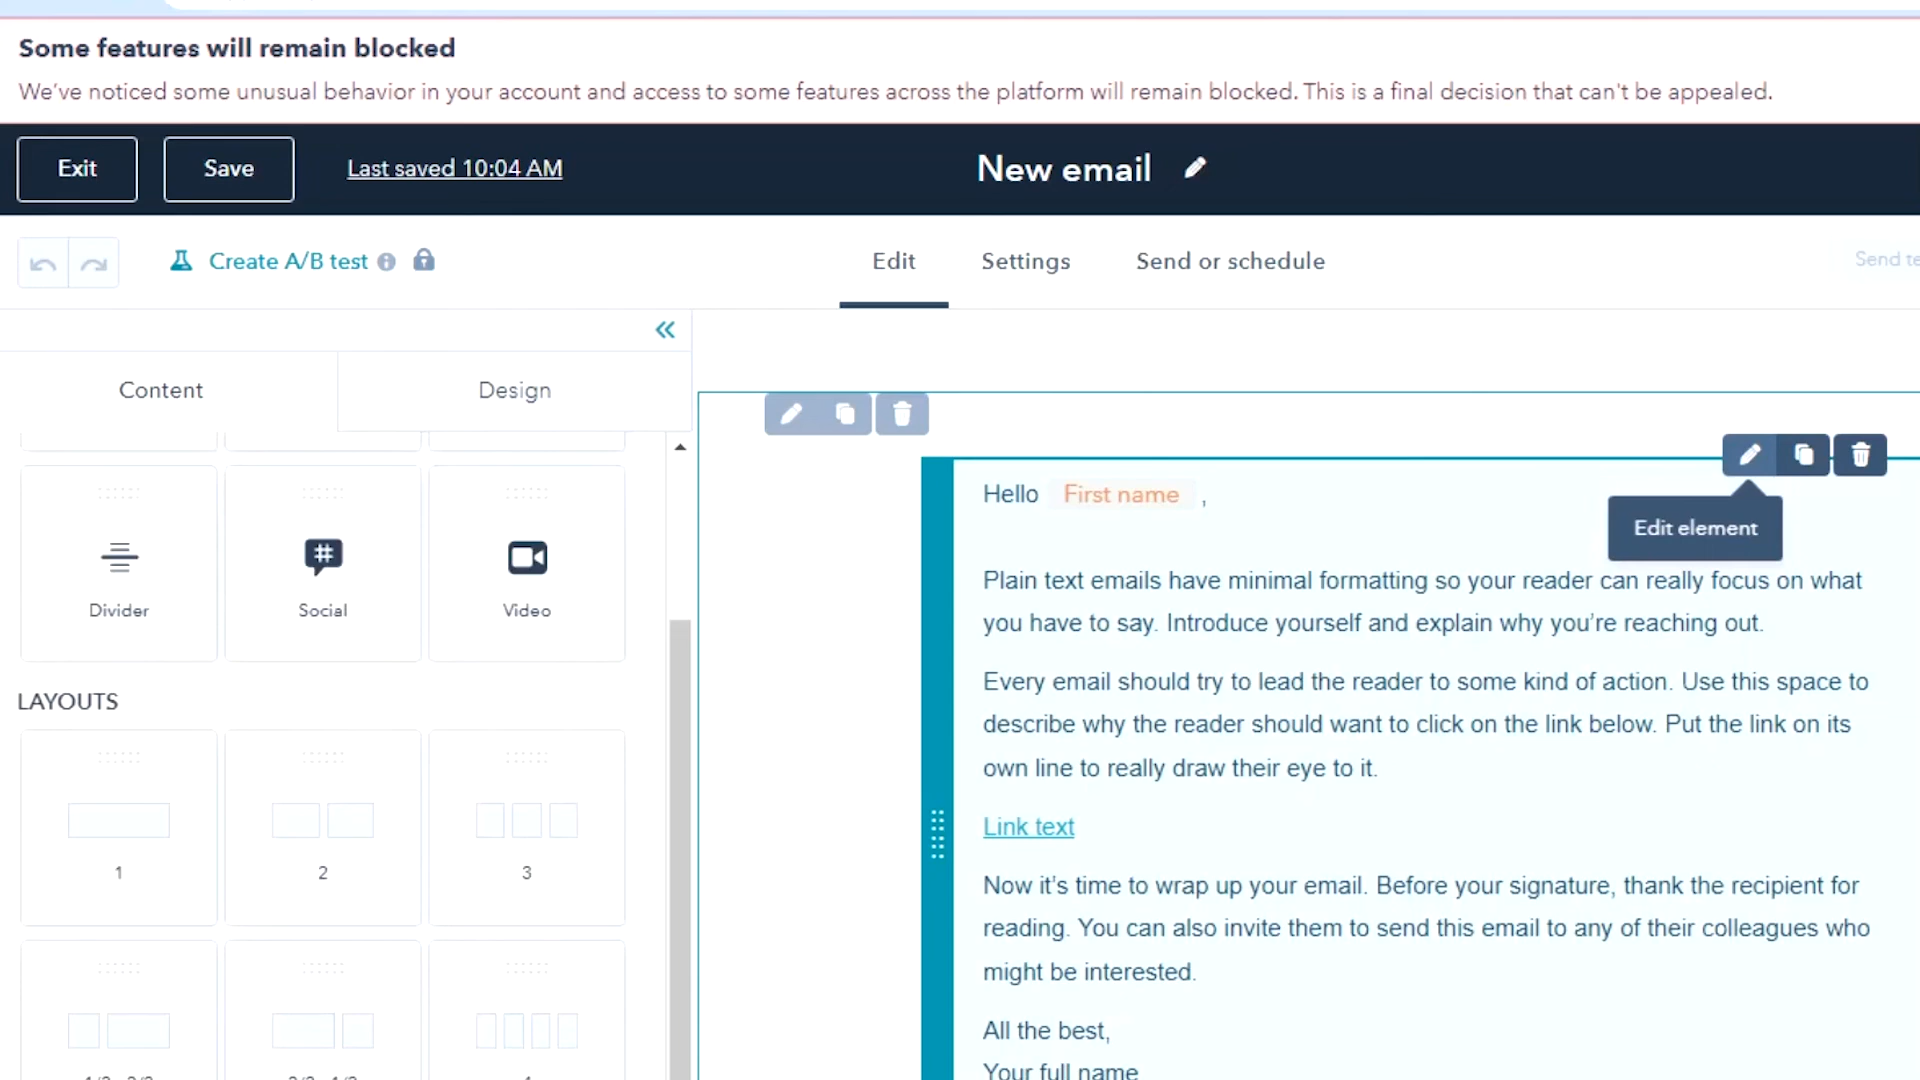 Some features will remain blocked
We've noticed some unusual behavior in your account and access to some features across the platform will remain blocked. This is a final decision that can't be appealed.
Exit
Save
Last saved 10:04 AM
New email
Create A/B test
Edit
Settings
Send or schedule
Send te
Content
Design
Divider
Social
Video
LAYOUTS
1
2
3
Edit element
Hello First name ,
Plain text emails have minimal formatting so your reader can really focus on what
you have to say. Introduce yourself and explain why you're reaching out.
Every email should try to lead the reader to some kind of action. Use this space to
describe why the reader should want to click on the link below. Put the link on its
own line to really draw their eye to it.
Link text
Now it's time to wrap up your email. Before your signature, thank the recipient for
reading. You can also invite them to send this email to any of their colleagues who
might be interested.
All the best,
Your full name